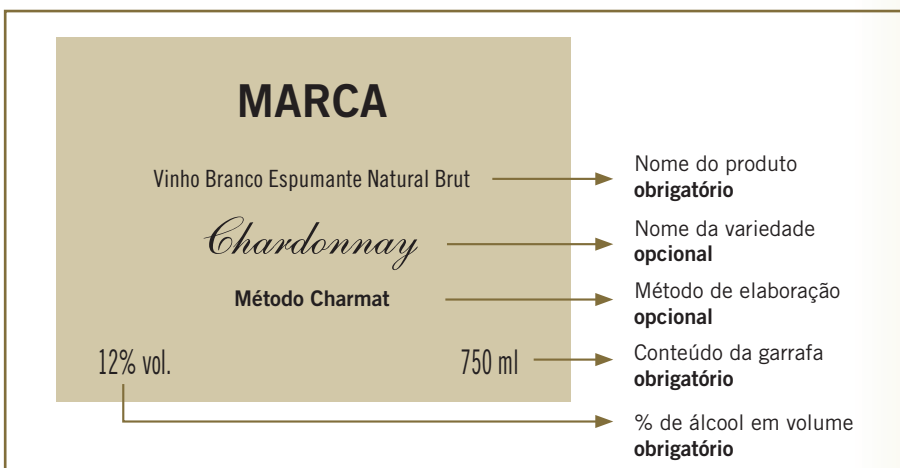 MARCA
Vinho Branco Espumante Natural Brut
Chardonnay
Método Charmat
12% vol.
750 ml
Nome do produto
obrigatório
Nome da variedade
opcional
Método de elaboração
opcional
Conteúdo da garrafa
obrigatório
% de álcool em volume
obrigatório